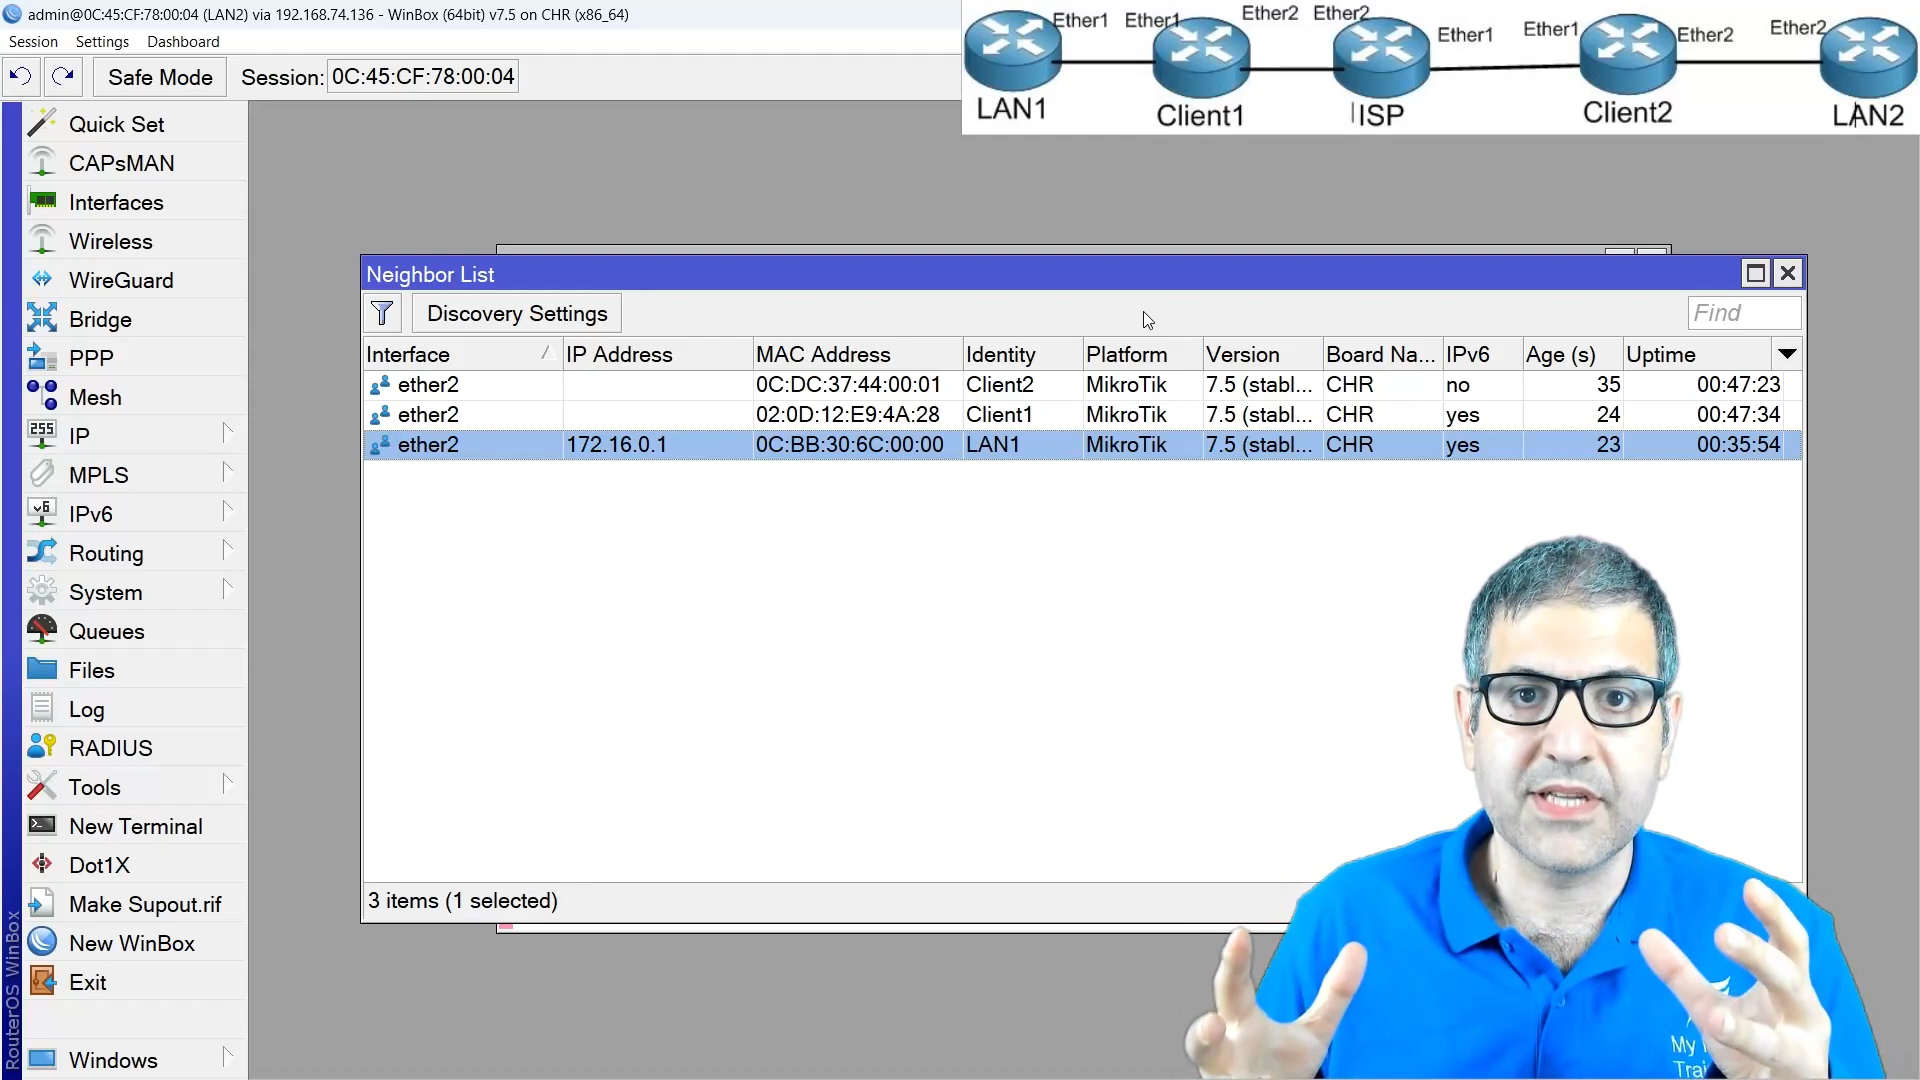 admin@0C:45:CF:78:00:04 (LAN2) via 192.168.74.136 - WinBox (64bit) v7.5 on CHR (x86_64)
Session Settings Dashboard
Safe Mode Session: 0C:45:CF:78:00:04
Ether1 Ether1 Ether2 Ether2 Ether1 Ether1 Ether2 Ether2
LAN1 Client1 ISP Client2 LAN2
Quick Set
CAPsMAN
Interfaces
Wireless
WireGuard
Bridge
PPP
Mesh
IP
MPLS
IPv6
Routing
System
Queues
Files
Log
RADIUS
Tools
New Terminal
Dot1X
Make Supout.rif
New WinBox
Exit
Windows
RouterOS WinBox
Neighbor List
Discovery Settings Find
Interface IP Address MAC Address Identity Platform Version Board Na... IPv6 Age (s) Uptime
ether2 0C:DC:37:44:00:01 Client2 MikroTik 7.5 (stabl... CHR no 35 00:47:23
ether2 02:0D:12:E9:4A:28 Client1 MikroTik 7.5 (stabl... CHR yes 24 00:47:34
ether2 172.16.0.1 0C:BB:30:6C:00:00 LAN1 MikroTik 7.5 (stabl... CHR yes 23 00:35:54
3 items (1 selected)
255
v6
My